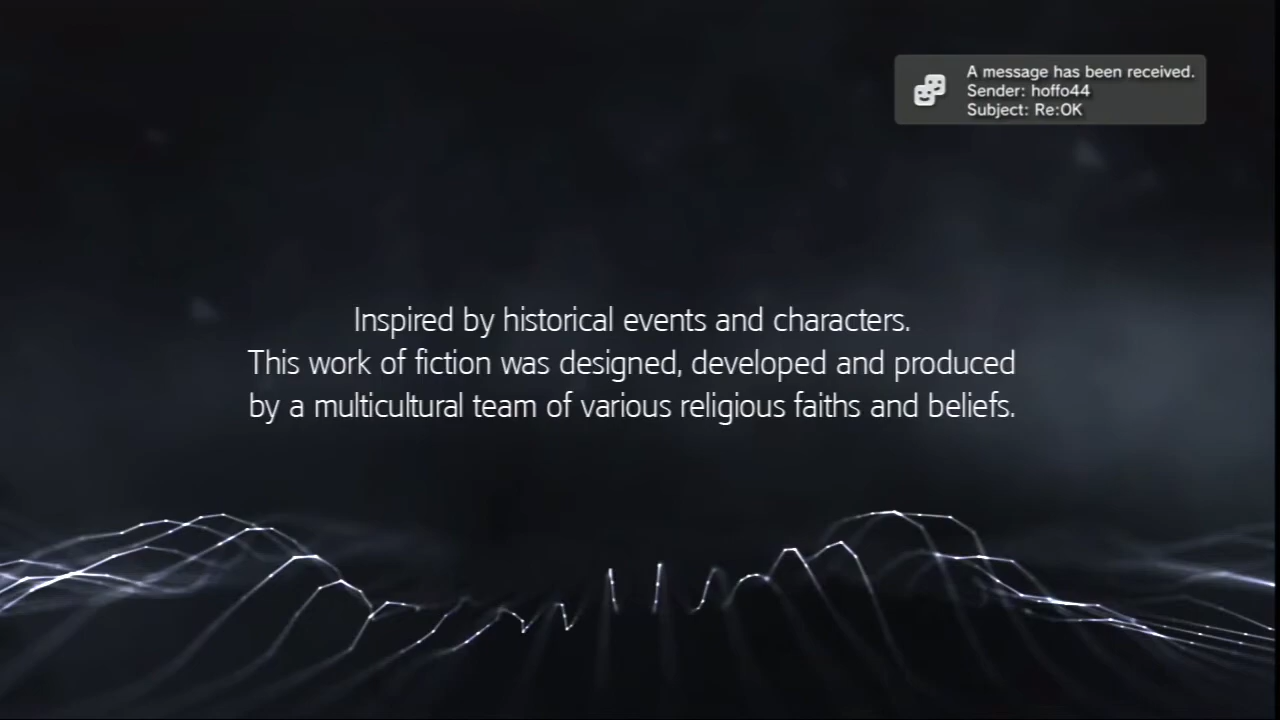 A message has been received.
Sender: hoffo44
Subject: Re:OK
Inspired by historical events and characters.
This work of fiction was designed, developed and produced
by a multicultural team of various religious faiths and beliefs.